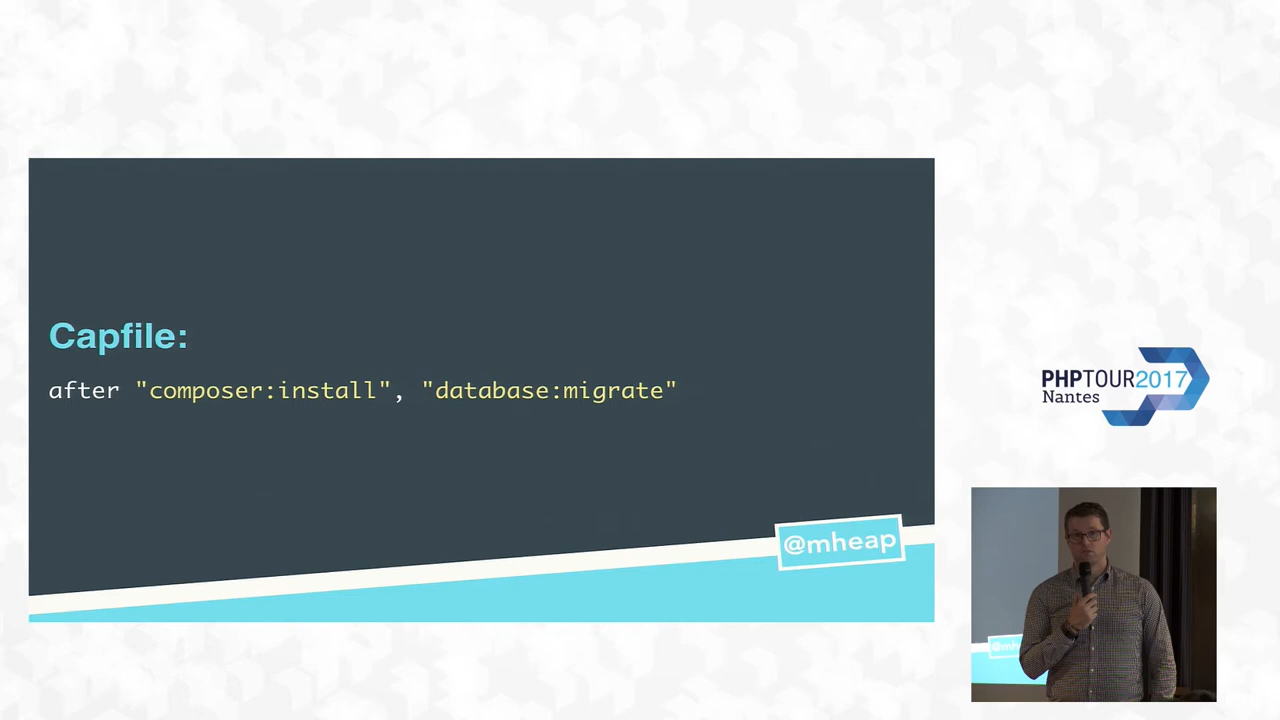 Capfile:
after "composer:install", "database:migrate"
@mheap
PHPTOUR2017
Nantes